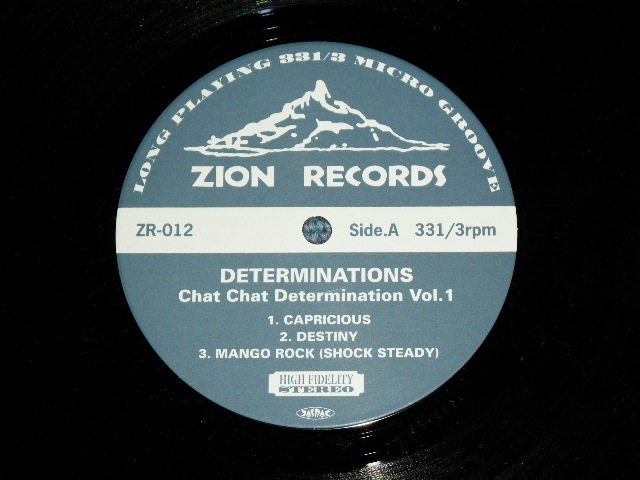 LONG PLAYING 331/3 MICRO GROOVE
ZION RECORDS
ZR-012 Side.A 331/3rpm
DETERMINATIONS
Chat Chat Determination Vol.1
1. CAPRICIOUS
2. DESTINY
3. MANGO ROCK (SHOCK STEADY)
HIGH FIDELITY
STEREO